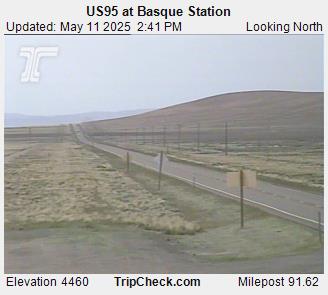 US95 at Basque Station
Updated: May 11 2025 2:41 PM Looking North
Elevation 4460 TripCheck.com Milepost 91.62